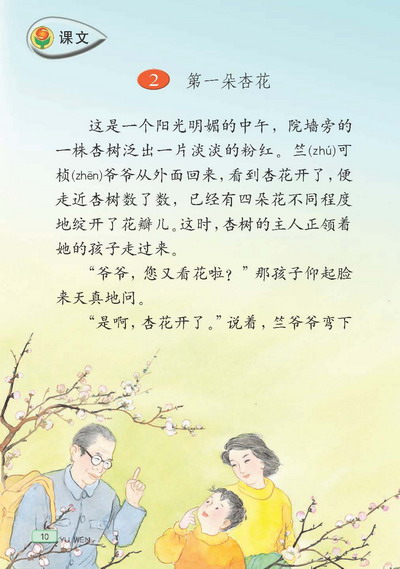 课文
2 第一朵杏花
这是一个阳光明媚的中午，院墙旁的
一株杏树泛出一片淡淡的粉红。竺(zhú)可
桢(zhēn)爷爷从外面回来，看到杏花开了，便
走近杏树数了数，已经有四朵花不同程度
地绽开了花瓣儿。这时，杏树的主人正领着
她的孩子走过来。
“爷爷，您又看花啦？”那孩子仰起脸
来天真地问。
“是啊，杏花开了。”说着，竺爷爷弯下
10 YU WEN